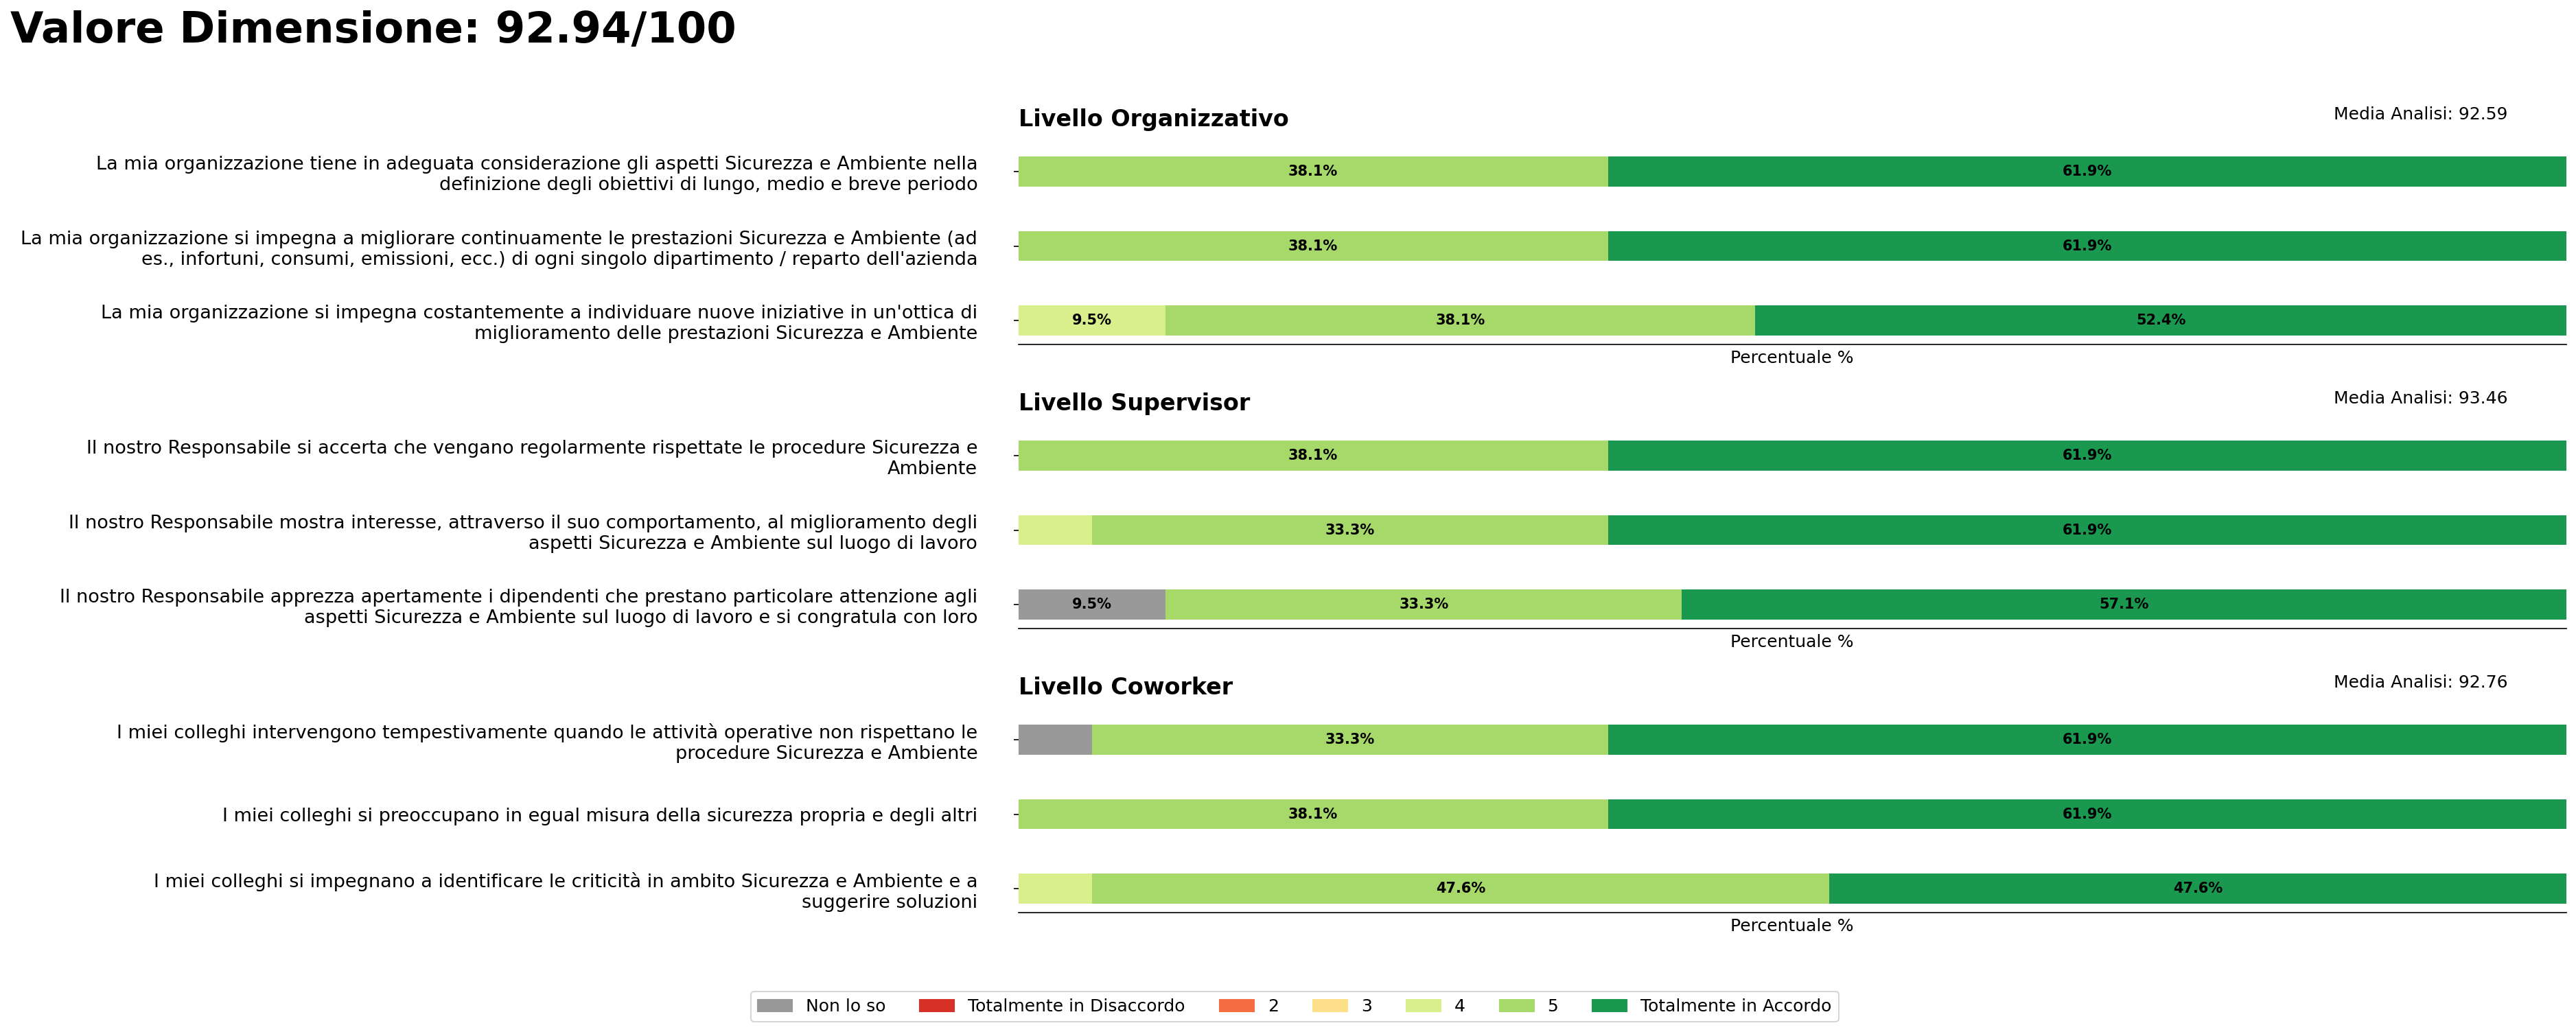 Valore Dimensione: 92.94/100
Livello Organizzativo
Media Analisi: 92.59
La mia organizzazione tiene in adeguata considerazione gli aspetti Sicurezza e Ambiente nella
definizione degli obiettivi di lungo, medio e breve periodo
38.1%
61.9%
La mia organizzazione si impegna a migliorare continuamente le prestazioni Sicurezza e Ambiente (ad
es., infortuni, consumi, emissioni, ecc.) di ogni singolo dipartimento / reparto dell'azienda
38.1%
61.9%
La mia organizzazione si impegna costantemente a individuare nuove iniziative in un'ottica di
miglioramento delle prestazioni Sicurezza e Ambiente
9.5%
38.1%
52.4%
Percentuale %
Livello Supervisor
Media Analisi: 93.46
Il nostro Responsabile si accerta che vengano regolarmente rispettate le procedure Sicurezza e
Ambiente
38.1%
61.9%
Il nostro Responsabile mostra interesse, attraverso il suo comportamento, al miglioramento degli
aspetti Sicurezza e Ambiente sul luogo di lavoro
33.3%
61.9%
Il nostro Responsabile apprezza apertamente i dipendenti che prestano particolare attenzione agli
aspetti Sicurezza e Ambiente sul luogo di lavoro e si congratula con loro
9.5%
33.3%
57.1%
Percentuale %
Livello Coworker
Media Analisi: 92.76
I miei colleghi intervengono tempestivamente quando le attività operative non rispettano le
procedure Sicurezza e Ambiente
33.3%
61.9%
I miei colleghi si preoccupano in egual misura della sicurezza propria e degli altri
38.1%
61.9%
I miei colleghi si impegnano a identificare le criticità in ambito Sicurezza e Ambiente e a
suggerire soluzioni
47.6%
47.6%
Percentuale %
Non lo so
Totalmente in Disaccordo
2
3
4
5
Totalmente in Accordo